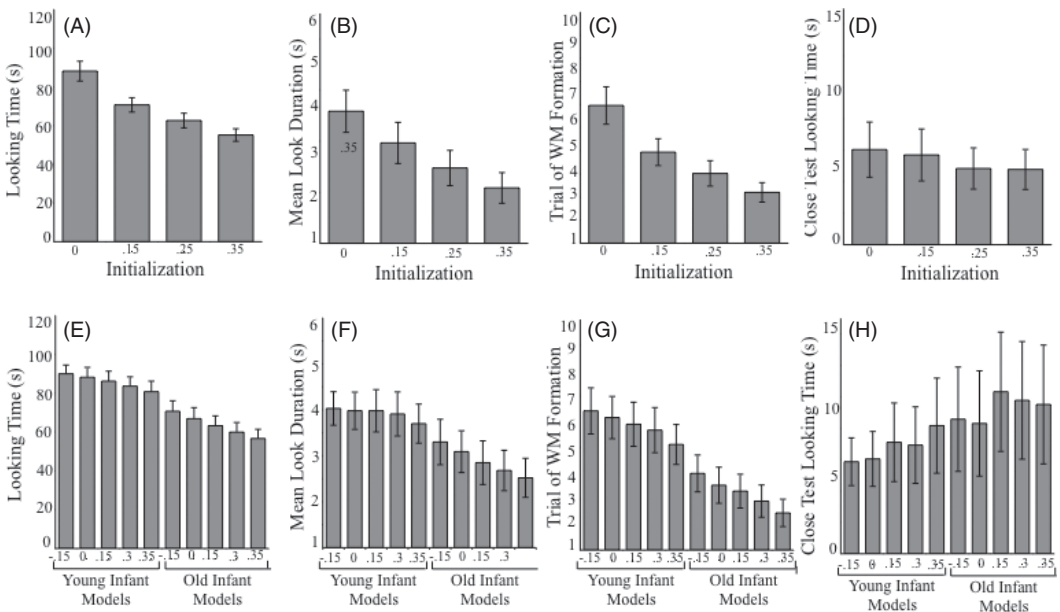 (A)
Looking Time (s)
120
100
80
60
40
20
0
0 .15 .25 .35
Initialization
(B)
Mean Look Duration (s)
6
5
4
3
2
1
.35
0 .15 .25 .35
Initialization
(C)
Trial of WM Formation
10
9
8
7
6
5
4
3
2
1
0 .15 .25 .35
Initialization
(D)
Close Test Looking Time (s)
15
10
5
0
0 .15 .25 .35
Initialization
(E)
Looking Time (s)
120
100
80
60
40
20
0
-.15 0 .15 .3 .35 -.15 0 .15 .3 .35
Young Infant Old Infant
Models Models
(F)
Mean Look Duration (s)
6
5
4
3
2
1
-.15 0 .15 .3 .35 -.15 0 .15 .3
Young Infant Old Infant
Models Models
(G)
Trial of WM Formation
10
9
8
7
6
5
4
3
2
1
-.15 0 .15 .3 .35 -.15 0 .15 .3 .35
Young Infant Old Infant
Models Models
(H)
Close Test Looking Time (s)
15
10
5
0
-.15 0 .15 .3 .35 -.15 0 .15 .3 .35
Young Infant Old Infant
Models Models